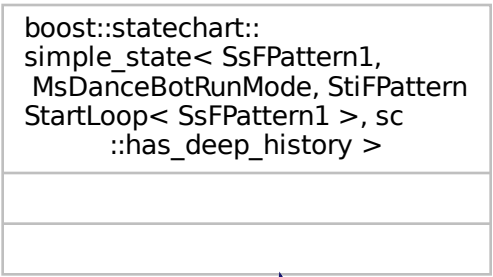 boost::statechart::
simple_state< SsFPattern1,
MsDanceBotRunMode, StiFPattern
StartLoop< SsFPattern1 >, sc
::has_deep_history >